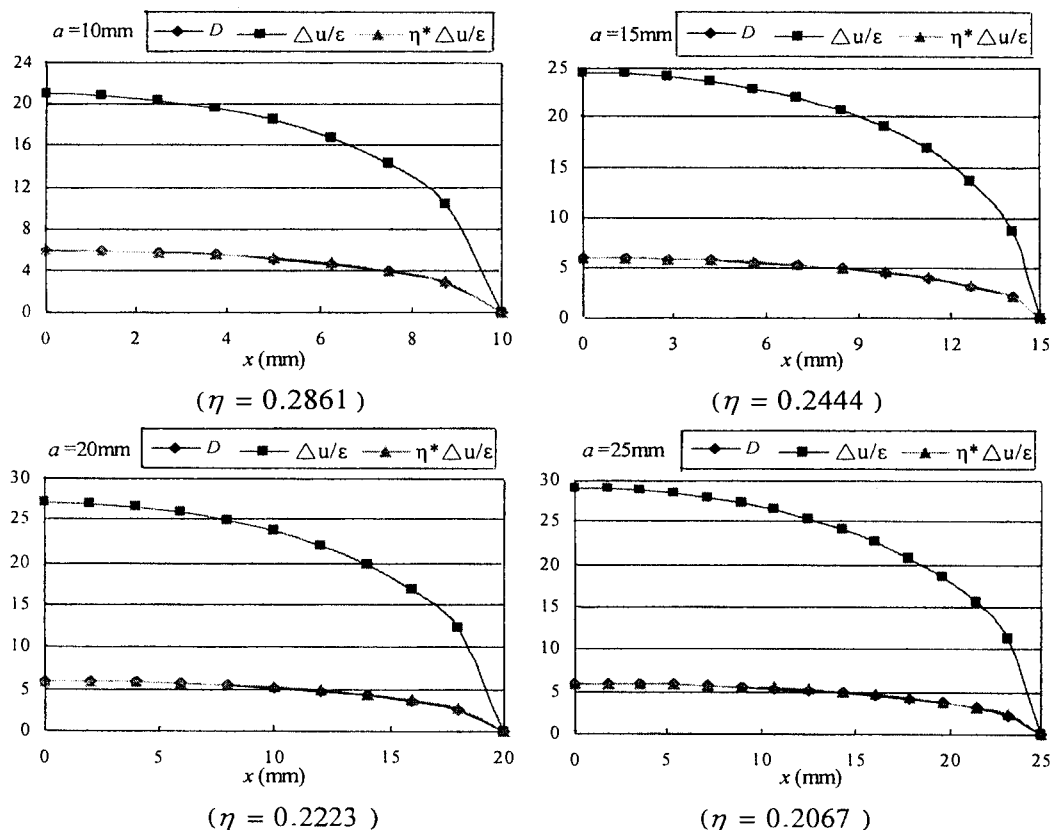 a =10mm D △u/ε η* △u/ε
24
20
16
12
8
4
0
0 2 4 6 8 10
x (mm)
(η = 0.2861 )
a =15mm D △u/ε η* △u/ε
25
20
15
10
5
0
0 3 6 9 12 15
x (mm)
(η = 0.2444 )
a =20mm D △u/ε η* △u/ε
30
25
20
15
10
5
0
0 5 10 15 20
x (mm)
(η = 0.2223 )
a =25mm D △u/ε η* △u/ε
30
25
20
15
10
5
0
0 5 10 15 20 25
x (mm)
(η = 0.2067 )